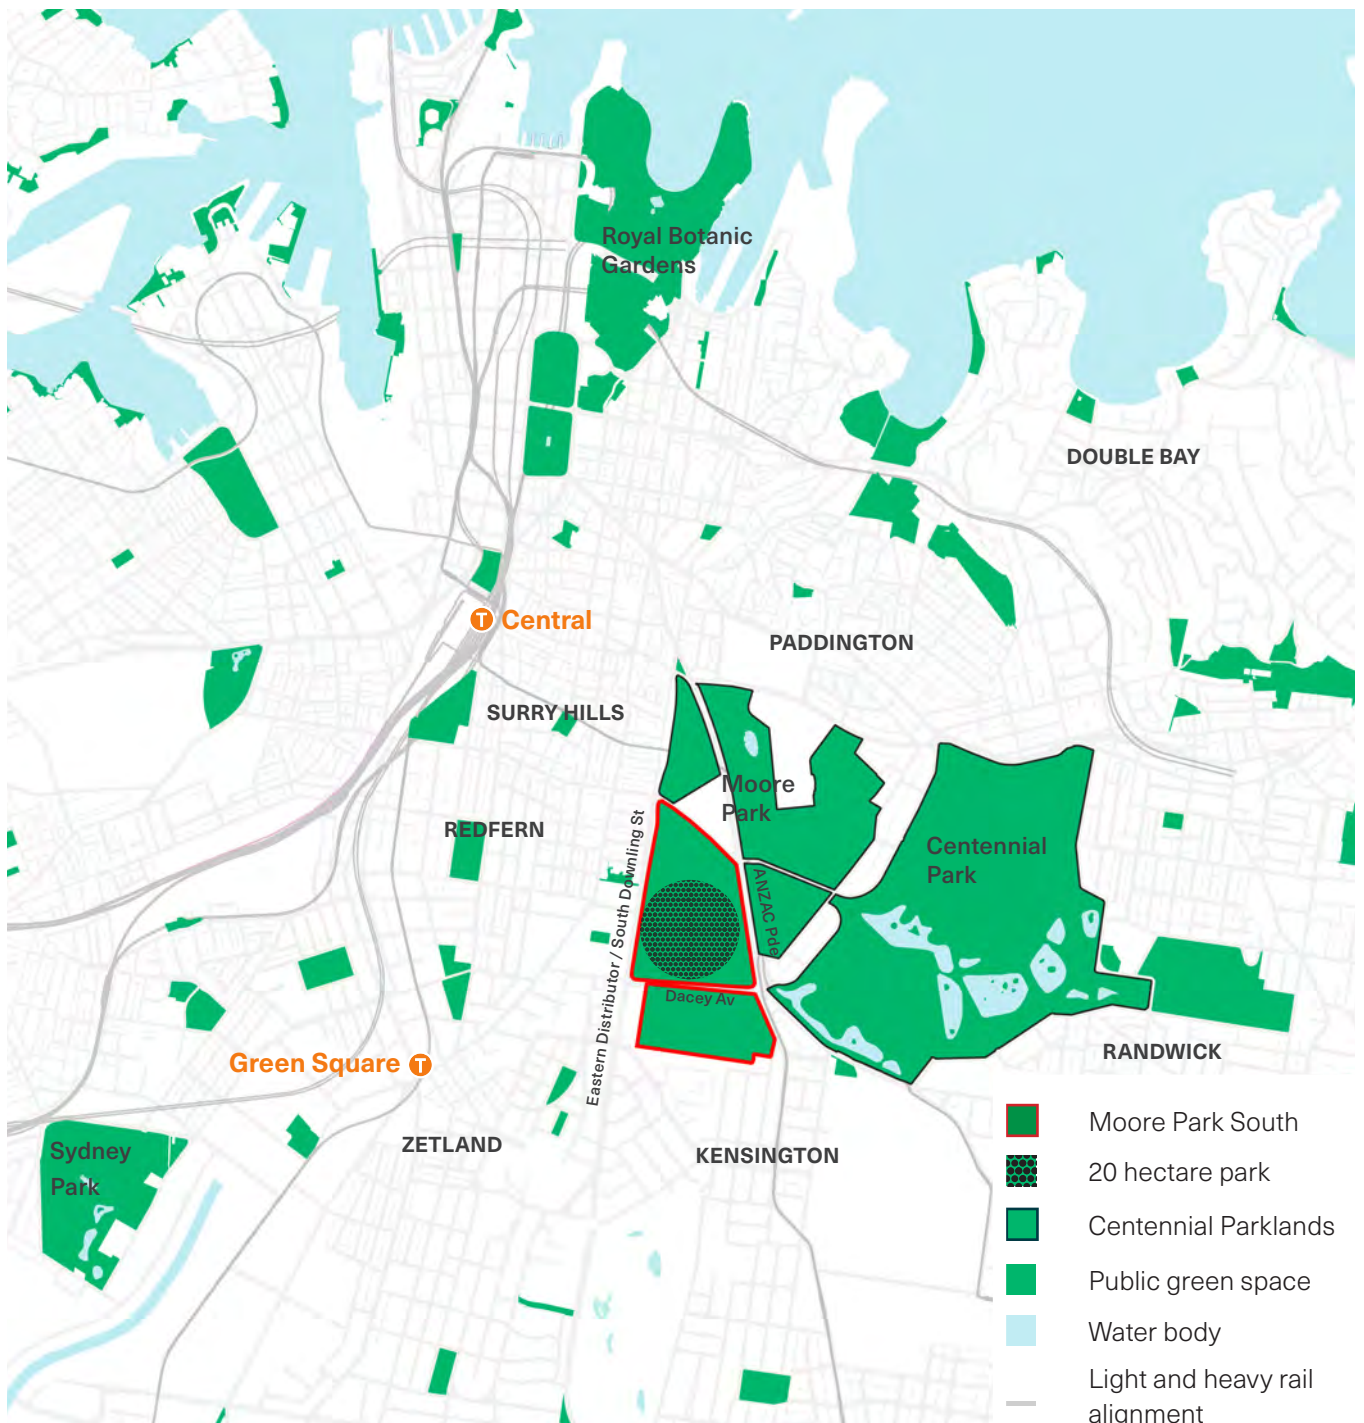 Royal Botanic
Gardens
DOUBLE BAY
T Central
PADDINGTON
SURRY HILLS
Moore
Park
REDFERN
Centennial
Park
Eastern Distributor / South Downling St
ANZAC Pde
Dacey Av
Green Square T
RANDWICK
Sydney
Park
ZETLAND
KENSINGTON
Moore Park South
20 hectare park
Centennial Parklands
Public green space
Water body
Light and heavy rail
alignment